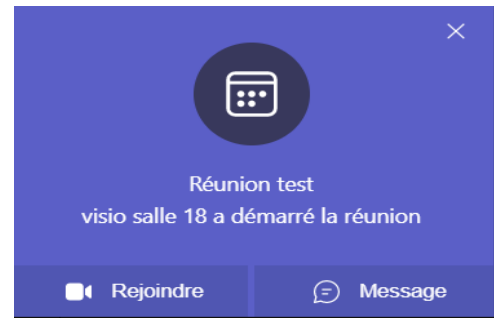 Réunion test
visio salle 18 a démarré la réunion
Rejoindre
Message